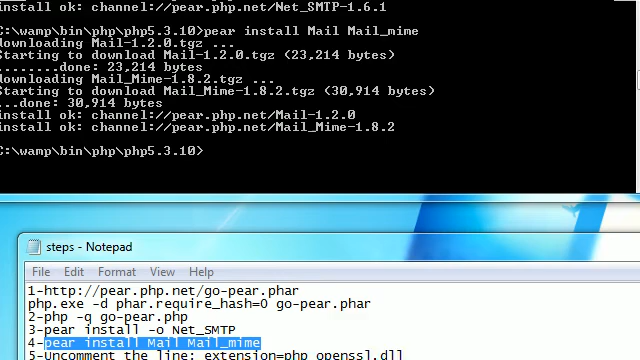 install ok: channel://pear.php.net/Net_SMTP-1.6.1
C:\wamp\bin\php\php5.3.10>pear install Mail Mail_mime
downloading Mail-1.2.0.tgz ...
Starting to download Mail-1.2.0.tgz (23,214 bytes)
........done: 23,214 bytes
downloading Mail_Mime-1.8.2.tgz ...
Starting to download Mail_Mime-1.8.2.tgz (30,914 bytes)
...done: 30,914 bytes
install ok: channel://pear.php.net/Mail-1.2.0
install ok: channel://pear.php.net/Mail_Mime-1.8.2
C:\wamp\bin\php\php5.3.10>
steps - Notepad
File Edit Format View Help
1-http://pear.php.net/go-pear.phar
php.exe -d phar.require_hash=0 go-pear.phar
2-php -q go-pear.php
3-pear install -o Net_SMTP
4-pear install Mail Mail_mime
5-Uncomment the line: extension=php_openssl.dll